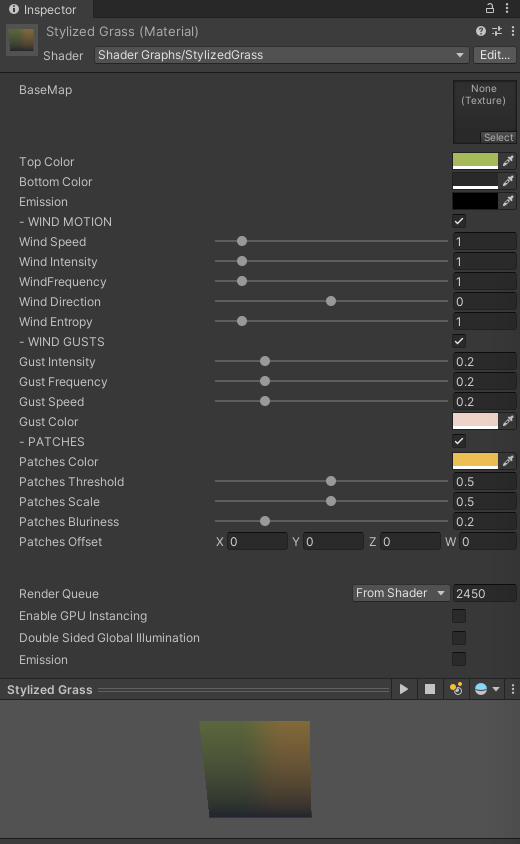 Inspector
Stylized Grass (Material)
Shader Shader Graphs/StylizedGrass Edit...
BaseMap None
(Texture)
Select
Top Color
Bottom Color
Emission
- WIND MOTION
Wind Speed 1
Wind Intensity 1
WindFrequency 1
Wind Direction 0
Wind Entropy 1
- WIND GUSTS
Gust Intensity 0.2
Gust Frequency 0.2
Gust Speed 0.2
Gust Color
- PATCHES
Patches Color
Patches Threshold 0.5
Patches Scale 0.5
Patches Bluriness 0.2
Patches Offset X 0 Y 0 Z 0 W 0
Render Queue From Shader 2450
Enable GPU Instancing
Double Sided Global Illumination
Emission
Stylized Grass